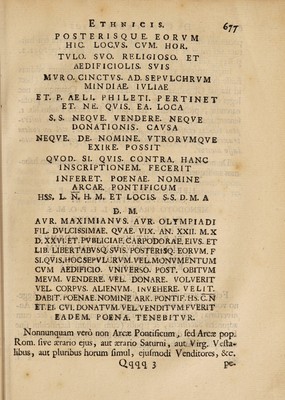 ETHNICIS. 677
POSTERISQUE EORVM
HIC. LOCVS. CVM. HOR.
TVLO. SVO. RELIGIOSO. ET
AEDIFICIOLIS. SVIS
MVRO. CINCTVS. AD. SEPVLCHRVM
MINDIAE IVLIAE
ET. P. AELI. PHILETI. PERTINET
ET. NE. QVIS. EA. LOCA
S. S. NEQVE. VENDERE. NEQVE
DONATIONIS. CAVSA
NEQVE. DE. NOMINE. VTRORVMQVE
EXIRE. POSSIT
QVOD. SI. QVIS. CONTRA. HANC
INSCRIPTIONEM. FECERIT
INFERET. POENAE. NOMINE
ARCAE. PONTIFICVM
HSS. L. N̄. H. M. ET LOCIS. S.S. D. M. A
D. M.
AVR. MAXIMIANVS. AVR. OLYMPIADI
FIL. DVLCISSIMAE. QVAE. VIX. AN. XXII. M. X
D. XXVI. ET. PVBLICIAE. CARPODORAE. EIVS. ET
LIB. LIBERTABVSQ. SVIS. POSTERISQ. EORVM. F
SI. QVIS. HOC. SEPVLCRVM. VEL. MONVMENTVM
CVM AEDIFICIO. VNIVERSO. POST. OBITVM
MEVM. VENDERE. VEL. DONARE. VOLVERIT
VEL CORPVS. ALIENVM. INVEHERE. VELIT.
DABIT. POENAE. NOMINE ARK. PONTIF. HS. C. N̄
ET. EI. CVI. DONATVM. VEL. VENDITVM FVERIT
EADEM. POENA. TENEBITVR.
Nonnunquam verò non Arcæ Pontificum, sed Arcæ pop.
Rom. sive ærario ejus, aut ærario Saturni, aut Virg. Vesta-
libus, aut pluribus horum simul, ejusmodi Venditores, &c.
Qqqq 3 pe-